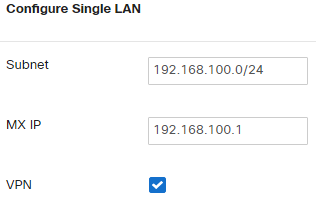 Configure Single LAN
Subnet
192.168.100.0/24
MX IP
192.168.100.1
VPN